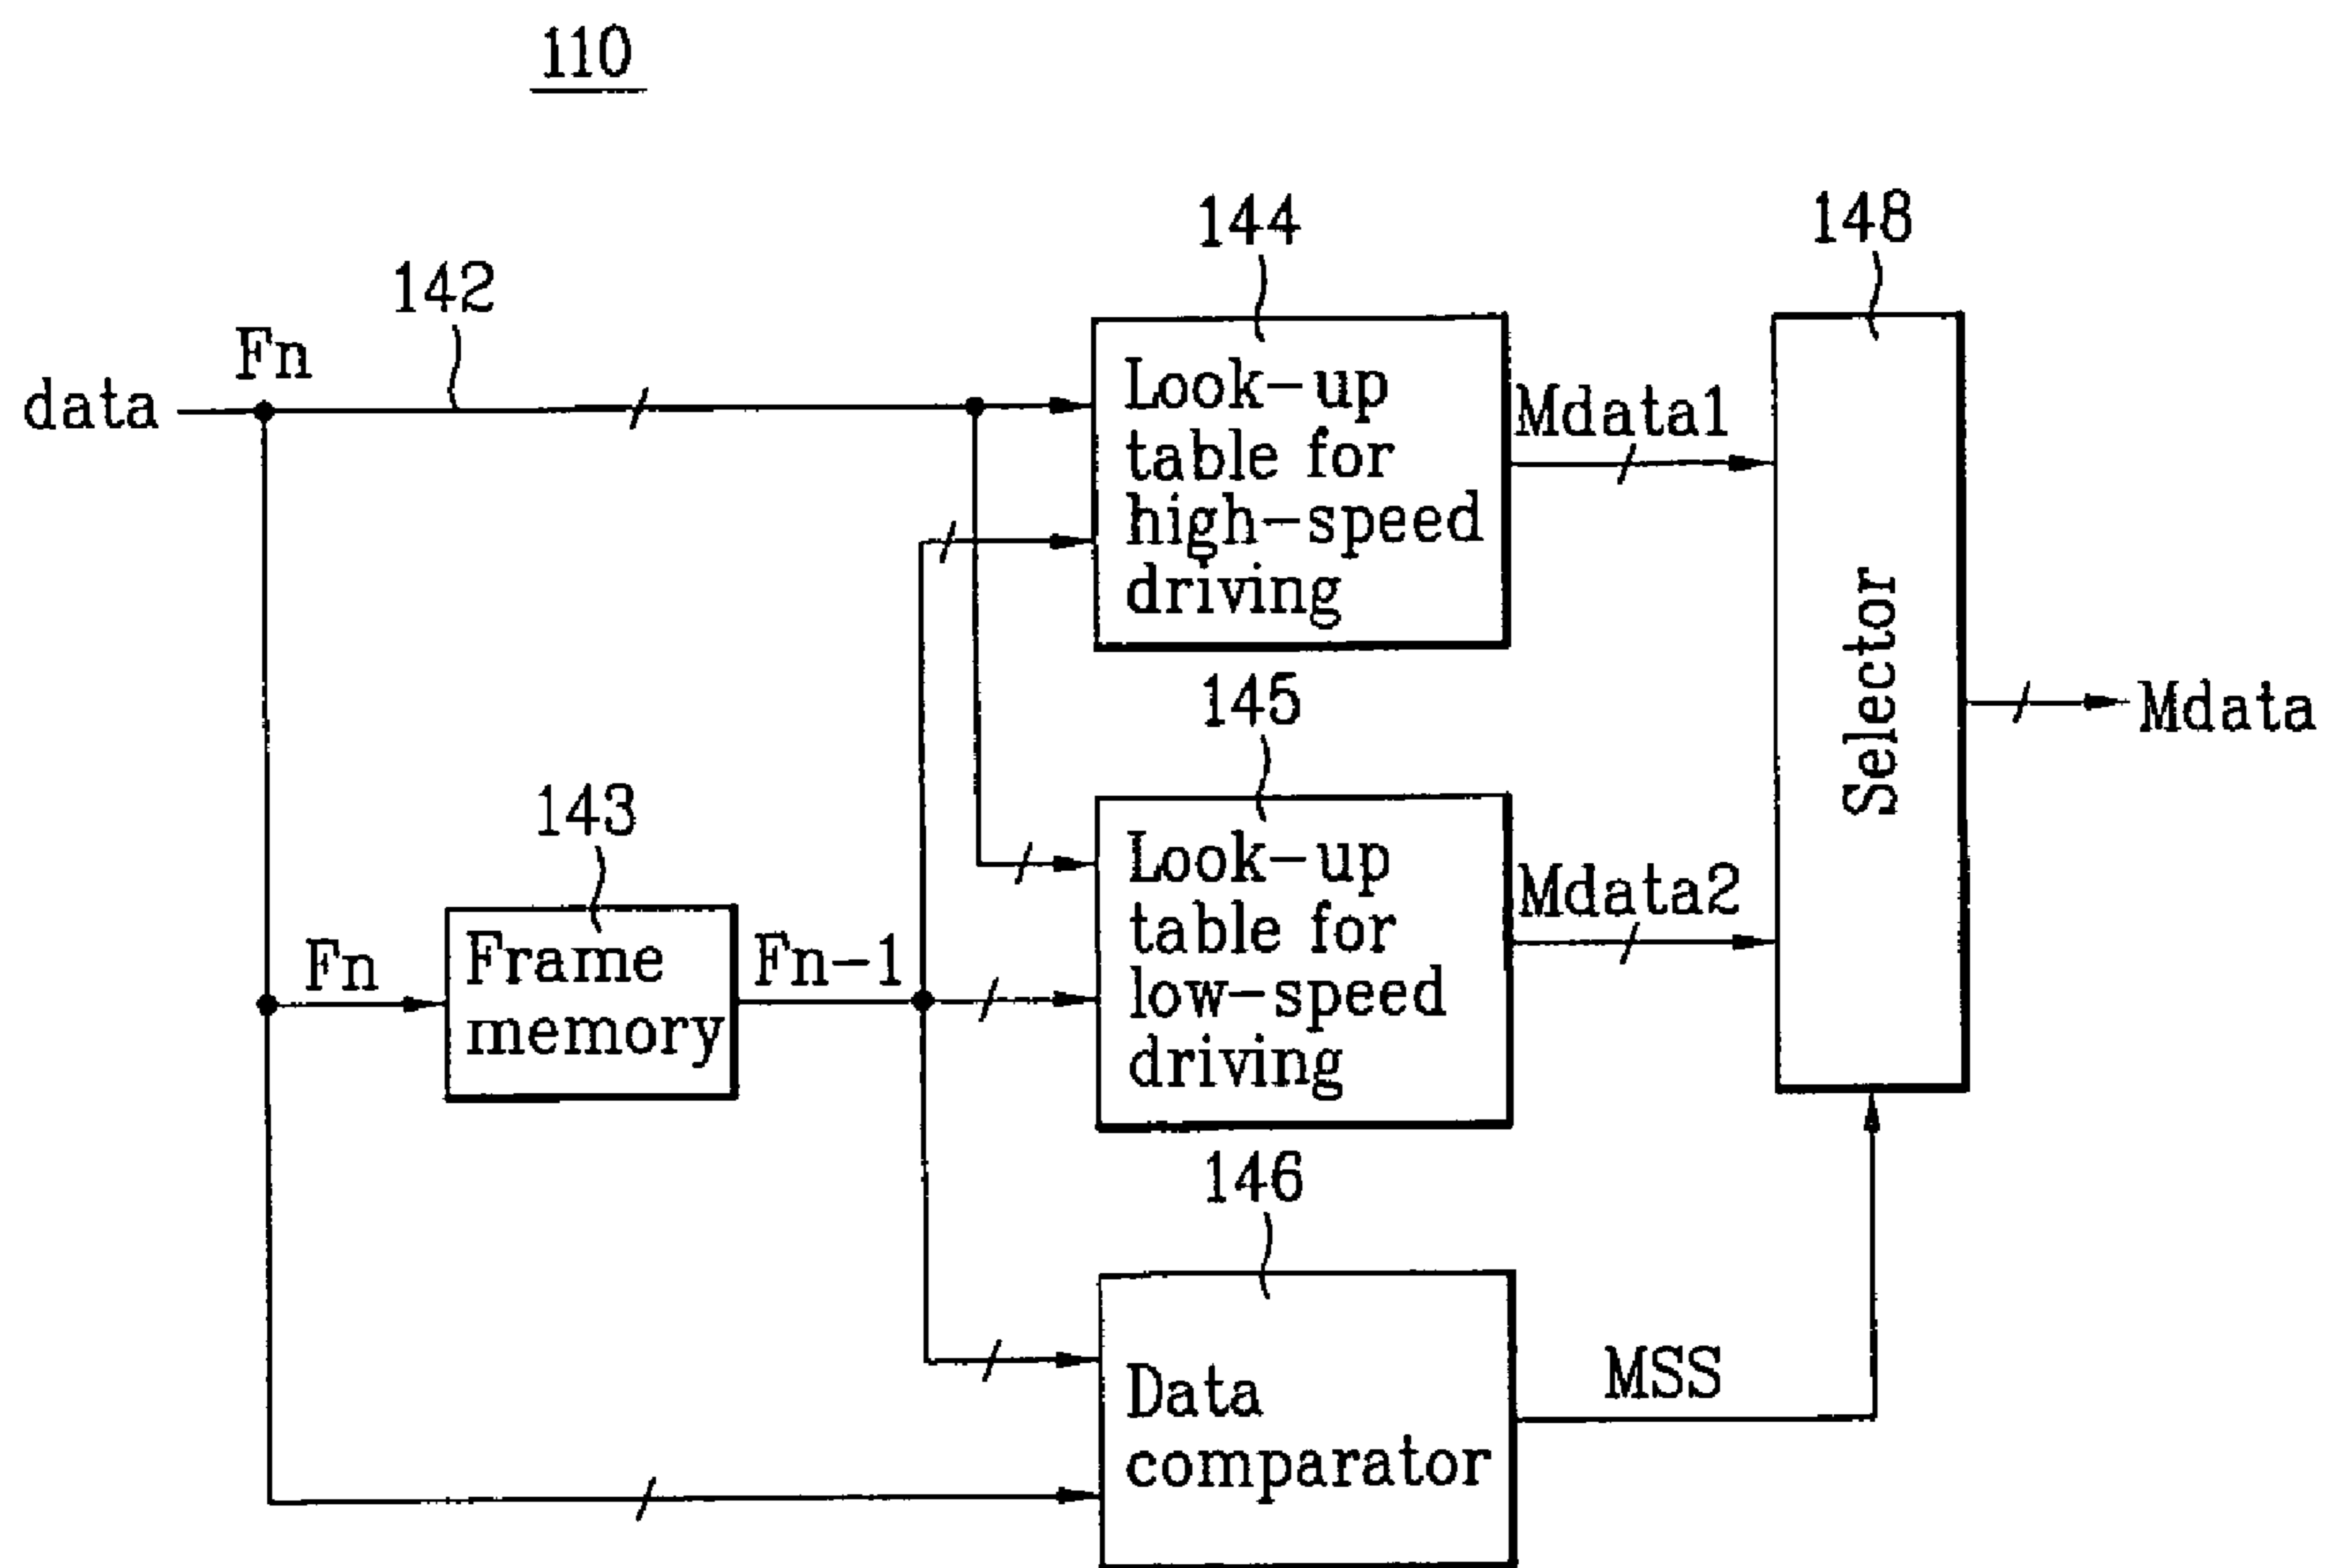 110
144
148
142
Fn
data
Look-up
table for
high-speed
driving
Mdata1
Selector
145
Mdata
143
Look-up
table for
low-speed
driving
Mdata2
Fn
Frame
memory
Fn-1
146
Data
comparator
MSS